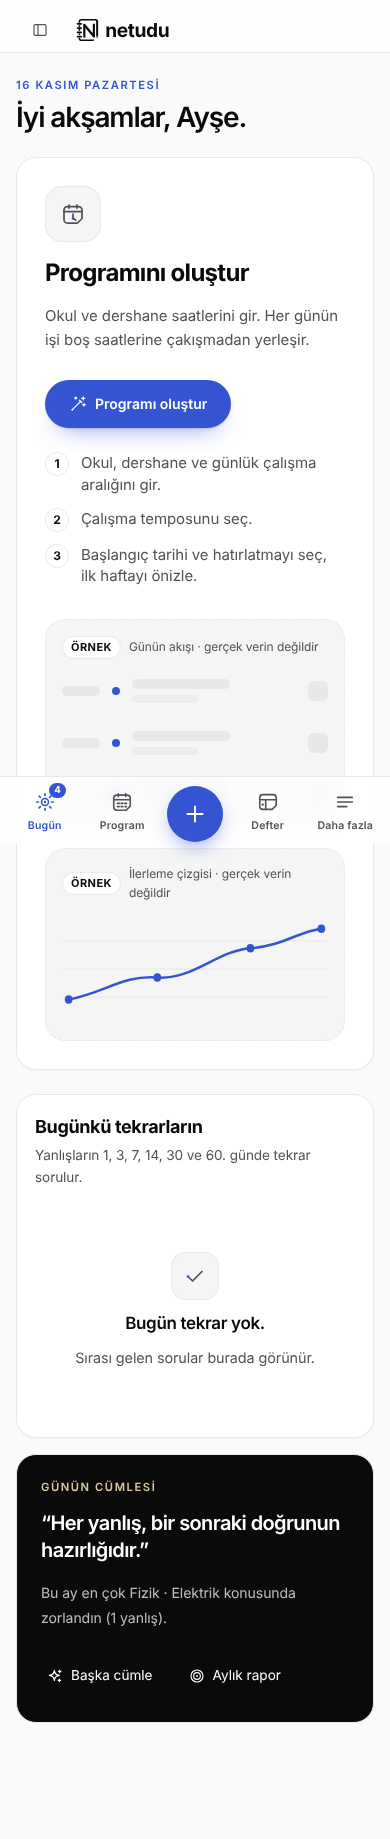 netudu
16 KASIM PAZARTESİ
İyi akşamlar, Ayşe.
Programını oluştur
Okul ve dershane saatlerini gir. Her günün
işi boş saatlerine çakışmadan yerleşir.
Programı oluştur
1 Okul, dershane ve günlük çalışma
aralığını gir.
2 Çalışma temposunu seç.
3 Başlangıç tarihi ve hatırlatmayı seç,
ilk haftayı önizle.
ÖRNEK Günün akışı · gerçek verin değildir
4
Bugün Program Defter Daha fazla
ÖRNEK İlerleme çizgisi · gerçek verin
değildir
Bugünkü tekrarların
Yanlışların 1, 3, 7, 14, 30 ve 60. günde tekrar
sorulur.
Bugün tekrar yok.
Sırası gelen sorular burada görünür.
GÜNÜN CÜMLESİ
“Her yanlış, bir sonraki doğrunun
hazırlığıdır.”
Bu ay en çok Fizik · Elektrik konusunda
zorlandın (1 yanlış).
Başka cümle Aylık rapor